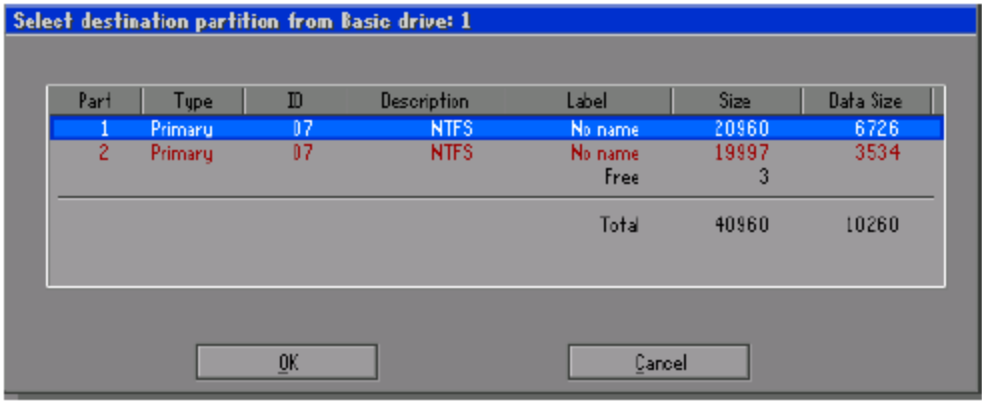 Select destination partition from Basic drive: 1
Part Type ID Description Label Size Data Size
1 Primary 07 NTFS No name 20960 6726
2 Primary 07 NTFS No name 19997 3534
Free 3
Total 40960 10260
OK Cancel